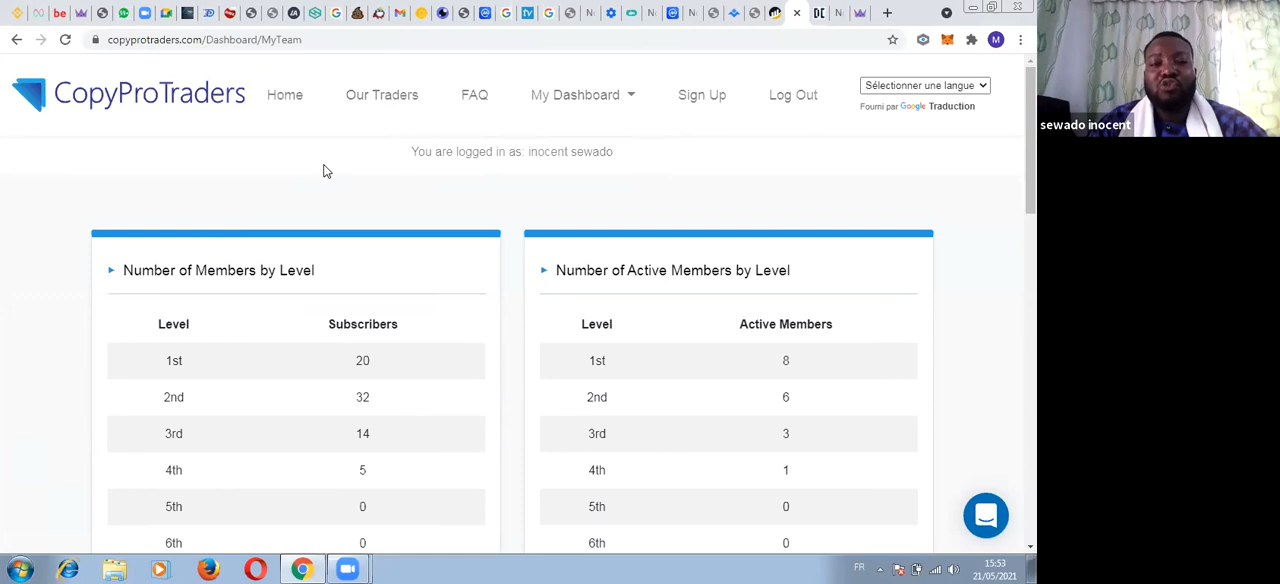 be
copyprotraders.com/Dashboard/MyTeam
M
CopyProTraders
Home
Our Traders
FAQ
My Dashboard
Sign Up
Log Out
Sélectionner une langue
Fourni par Google Traduction
You are logged in as: inocent sewado
sewado inocent
Number of Members by Level
Level Subscribers
1st 20
2nd 32
3rd 14
4th 5
5th 0
6th 0
Number of Active Members by Level
Level Active Members
1st 8
2nd 6
3rd 3
4th 1
5th 0
6th 0
FR
15:53
21/05/2021